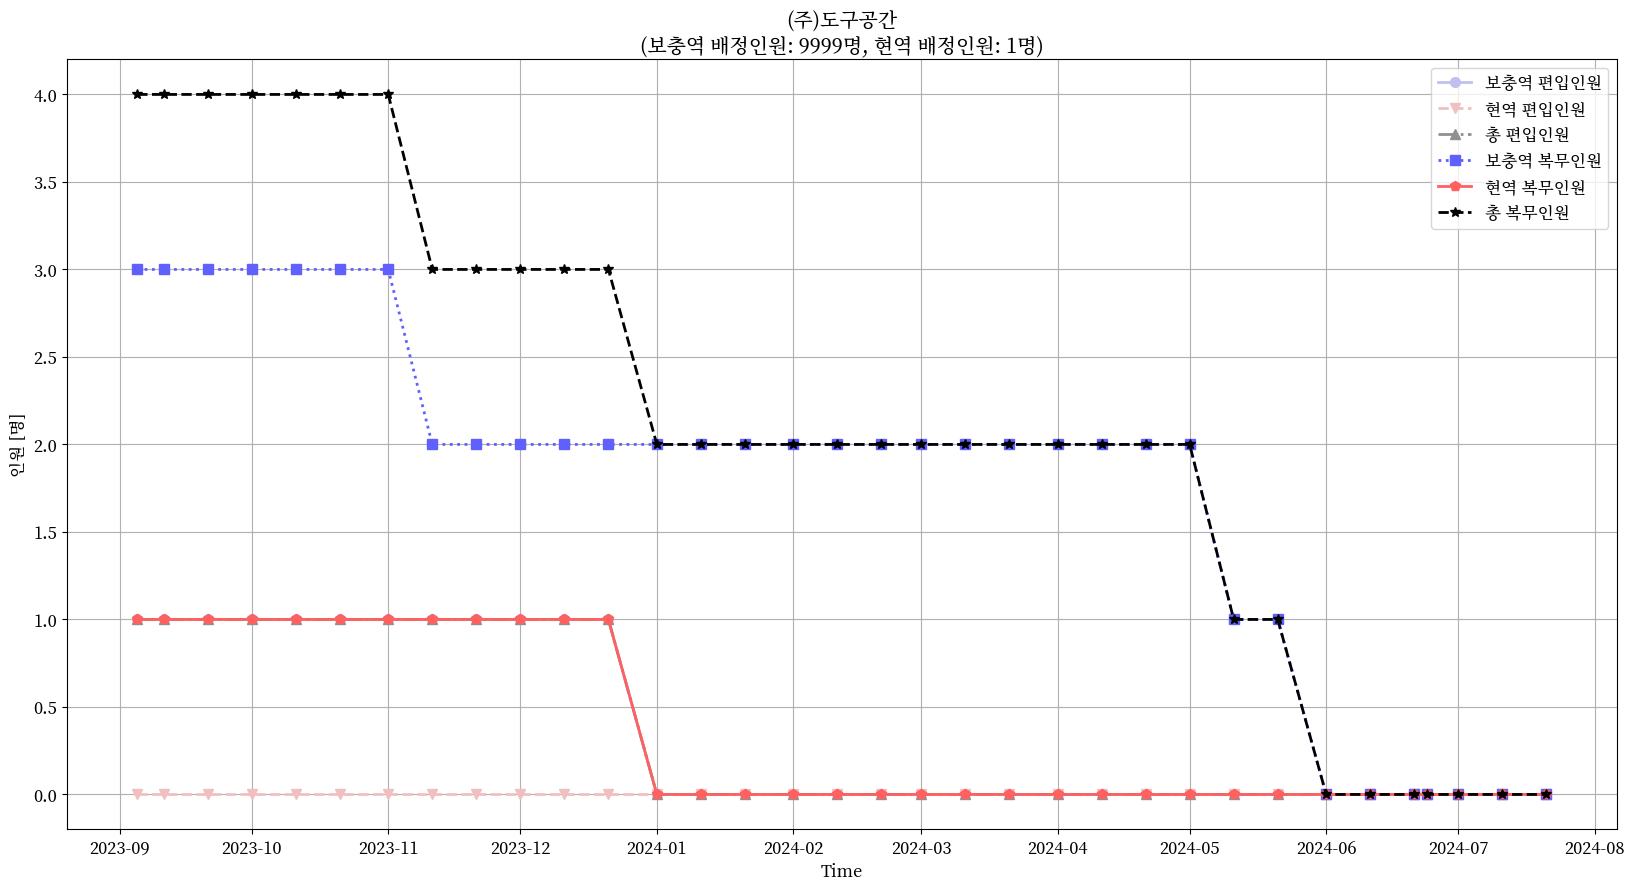 (주)도구공간
(보충역 배정인원: 9999명, 현역 배정인원: 1명)
보충역 편입인원
현역 편입인원
총 편입인원
보충역 복무인원
현역 복무인원
총 복무인원
인원 [명]
4.0
3.5
3.0
2.5
2.0
1.5
1.0
0.5
0.0
2023-09 2023-10 2023-11 2023-12 2024-01 2024-02 2024-03 2024-04 2024-05 2024-06 2024-07 2024-08
Time